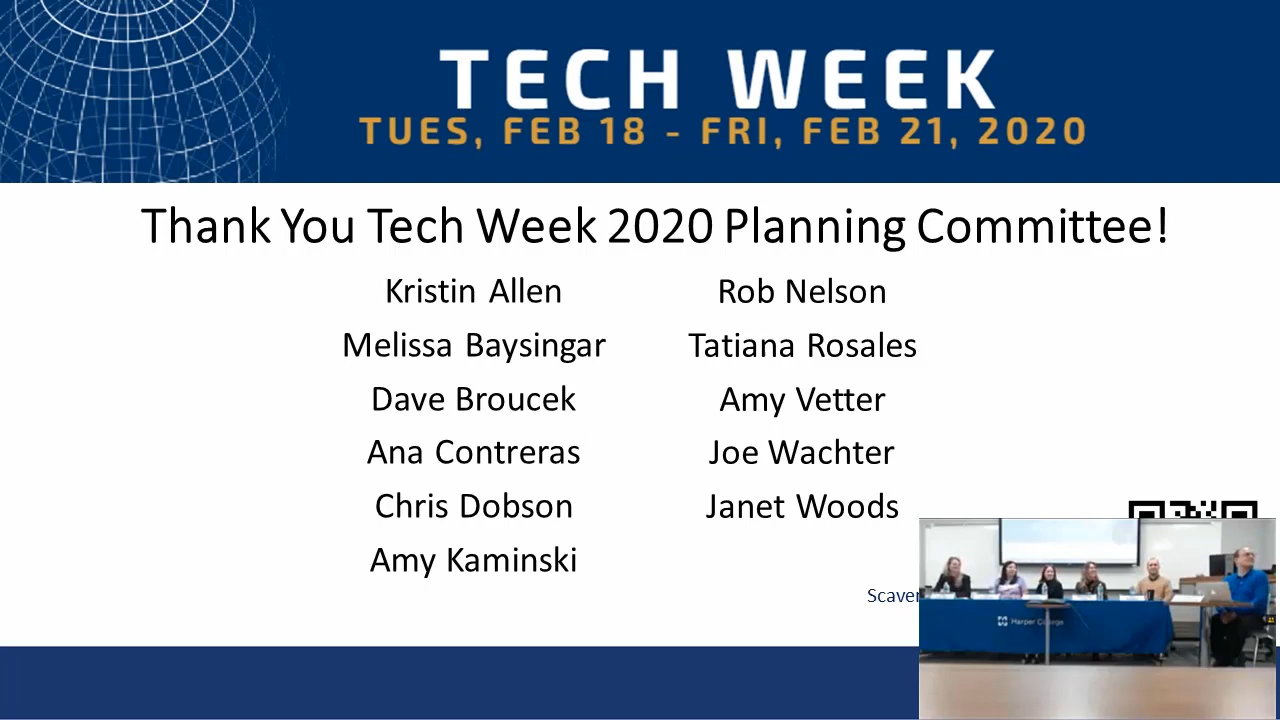 TECH WEEK
TUES, FEB 18 - FRI, FEB 21, 2020
Thank You Tech Week 2020 Planning Committee!
Kristin Allen
Melissa Baysingar
Dave Broucek
Ana Contreras
Chris Dobson
Amy Kaminski
Rob Nelson
Tatiana Rosales
Amy Vetter
Joe Wachter
Janet Woods
Scaven
Harper College